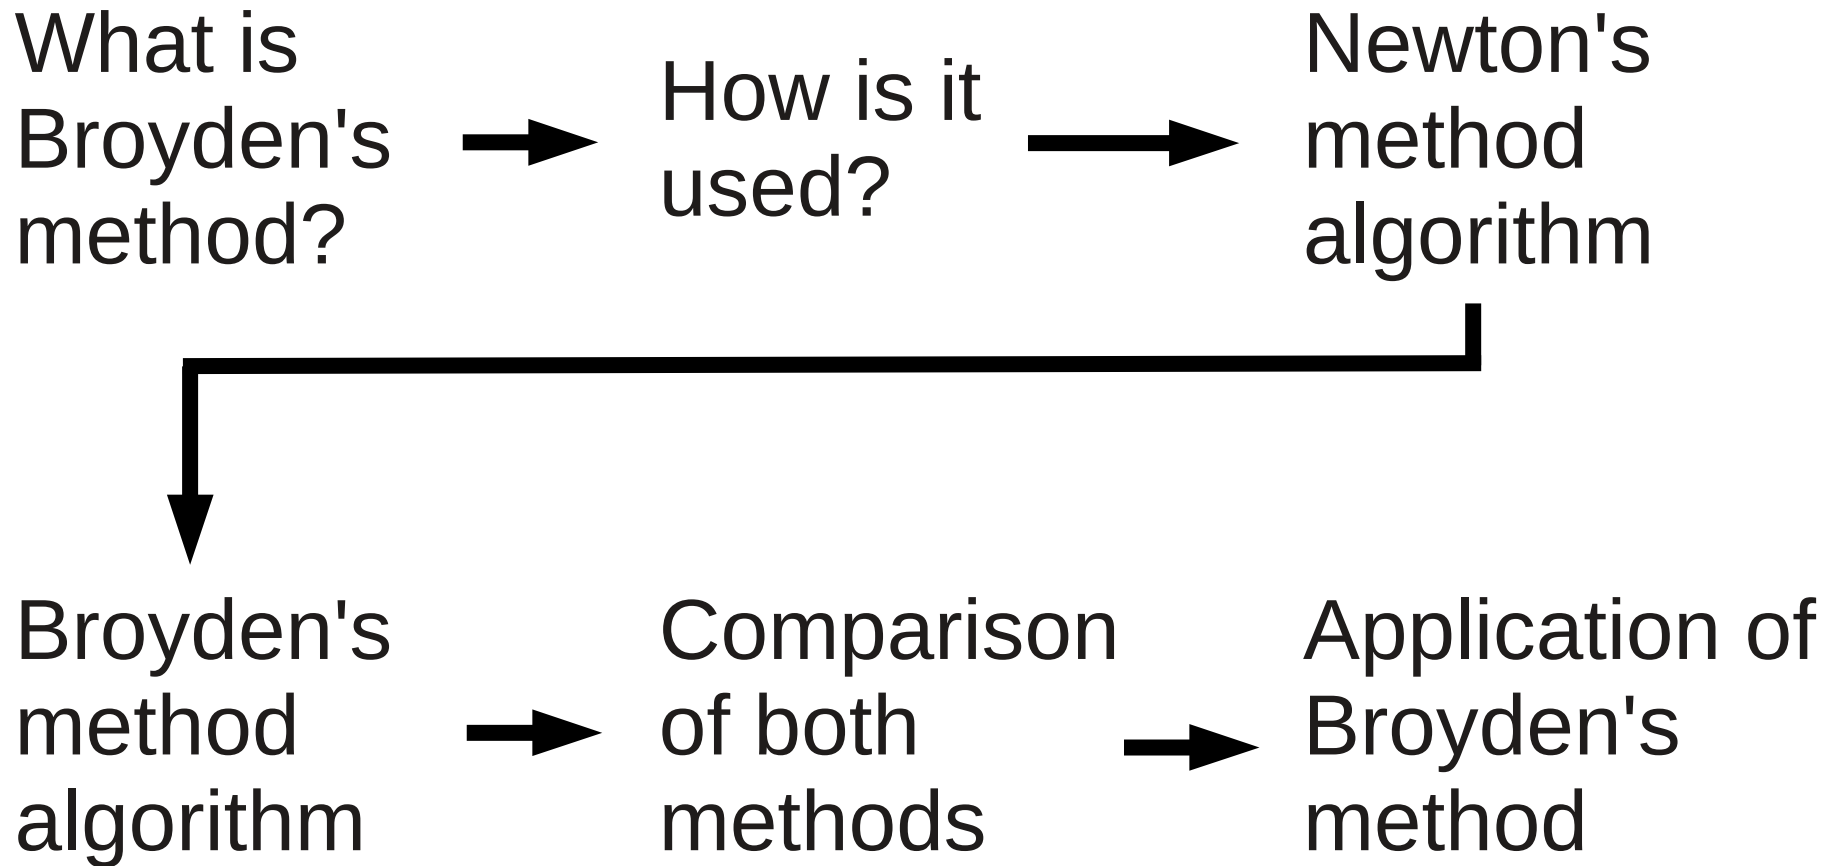 What is
Broyden's
method?
How is it
used?
Newton's
method
algorithm
Broyden's
method
algorithm
Comparison
of both
methods
Application of
Broyden's
method